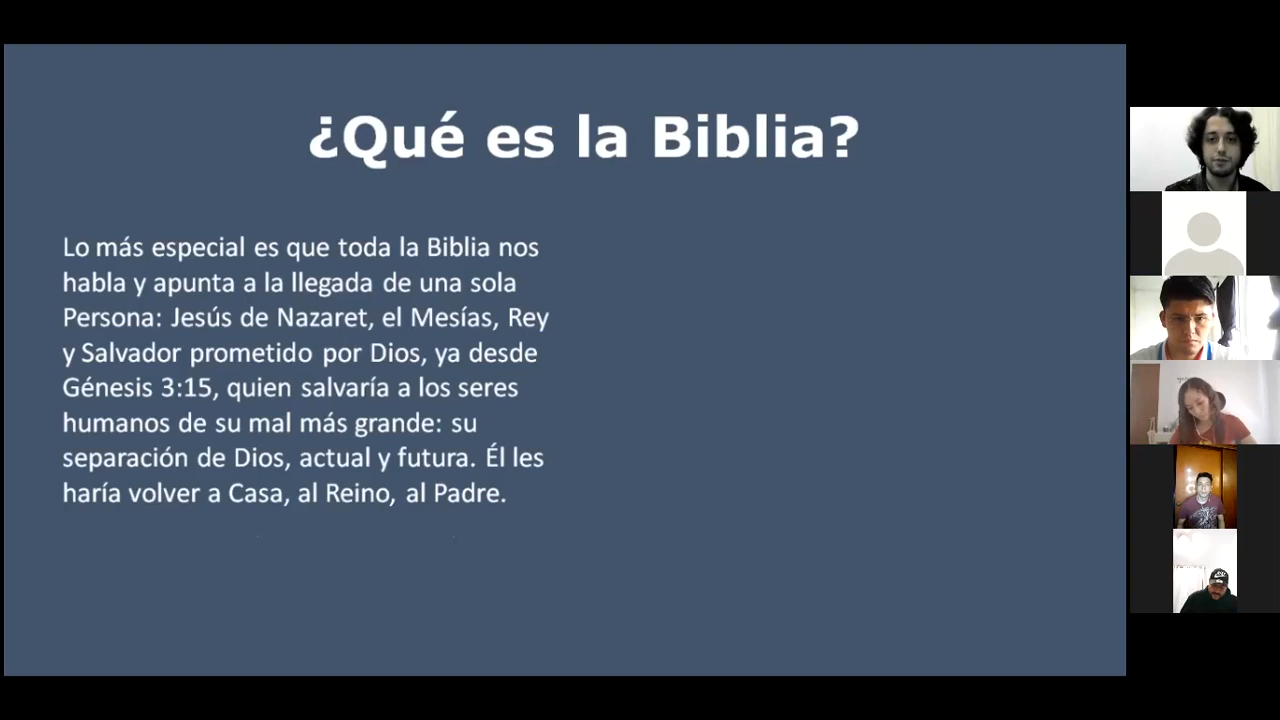 ¿Qué es la Biblia?
Lo más especial es que toda la Biblia nos
habla y apunta a la llegada de una sola
Persona: Jesús de Nazaret, el Mesías, Rey
y Salvador prometido por Dios, ya desde
Génesis 3:15, quien salvaría a los seres
humanos de su mal más grande: su
separación de Dios, actual y futura. Él les
haría volver a Casa, al Reino, al Padre.